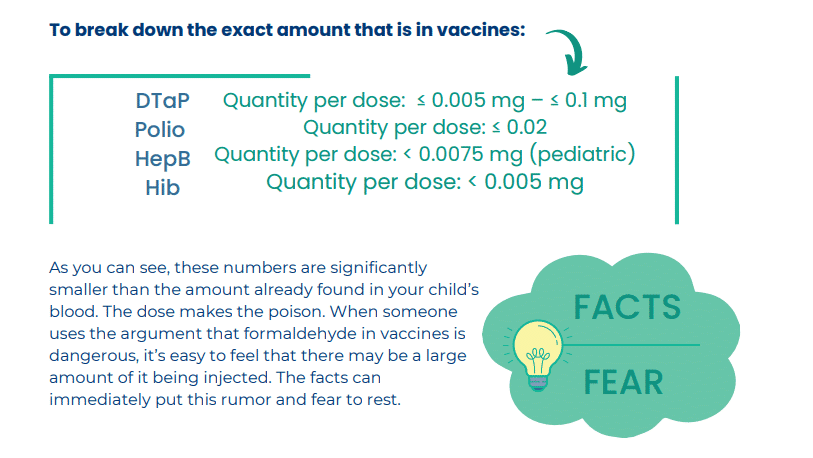 To break down the exact amount that is in vaccines:
DTaP Quantity per dose: ≤ 0.005 mg – ≤ 0.1 mg
Polio Quantity per dose: ≤ 0.02
HepB Quantity per dose: < 0.0075 mg (pediatric)
Hib Quantity per dose: < 0.005 mg
As you can see, these numbers are significantly
smaller than the amount already found in your child's
blood. The dose makes the poison. When someone
uses the argument that formaldehyde in vaccines is
dangerous, it's easy to feel that there may be a large
amount of it being injected. The facts can
immediately put this rumor and fear to rest.
FACTS
FEAR